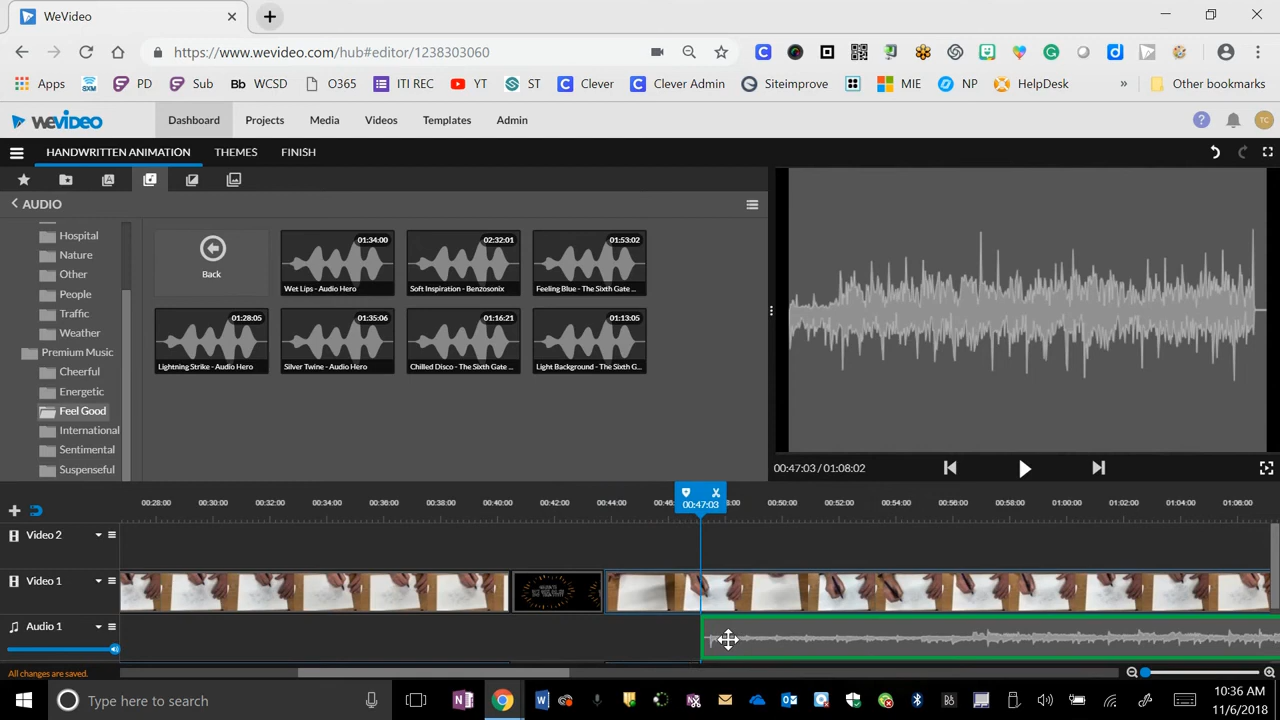 WeVideo
https://www.wevideo.com/hub#editor/1238303060
Apps PD Sub Bb WCSD O365 ITI REC YT ST Clever Clever Admin Siteimprove MIE NP HelpDesk » Other bookmarks
wevideo Dashboard Projects Media Videos Templates Admin ? TC
HANDWRITTEN ANIMATION THEMES FINISH
AUDIO
Hospital
Nature
Other
People
Traffic
Weather
Premium Music
Cheerful
Energetic
Feel Good
International
Sentimental
Suspenseful
Back
01:34:00
Wet Lips - Audio Hero
02:32:01
Soft Inspiration - Benzosonix
01:53:02
Feeling Blue - The Sixth Gate ...
01:28:05
Lightning Strike - Audio Hero
01:35:06
Silver Twine - Audio Hero
01:16:21
Chilled Disco - The Sixth Gate ...
01:13:05
Light Background - The Sixth G...
00:47:03 / 01:08:02
00:28:00 00:30:00 00:32:00 00:34:00 00:36:00 00:38:00 00:40:00 00:42:00 00:44:00 00:50:00 00:52:00 00:54:00 00:56:00 00:58:00 01:00:00 01:02:00 01:04:00 01:06:00
00:47:03
Video 2
Video 1
Audio 1
All changes are saved.
Type here to search
10:36 AM
11/6/2018